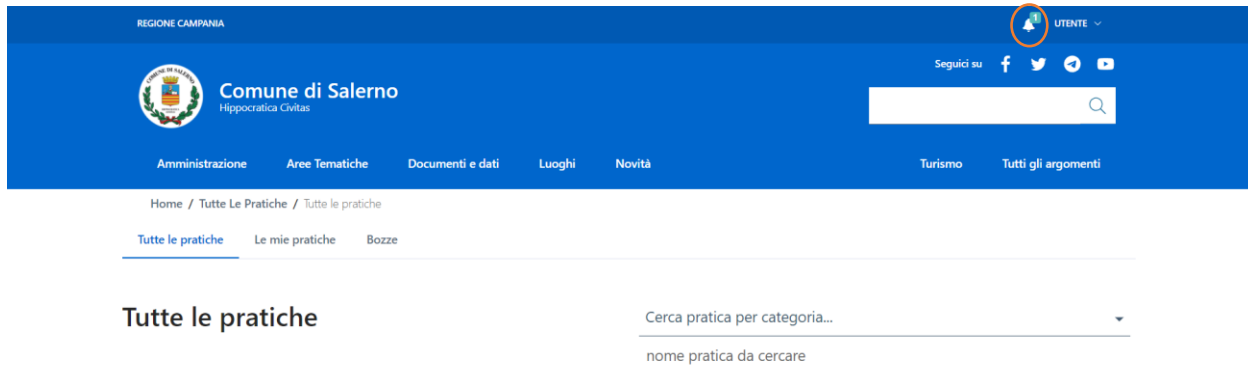 REGIONE CAMPANIA
1
UTENTE
Seguici su
Comune di Salerno
Hippocratica Civitas
Amministrazione Aree Tematiche Documenti e dati Luoghi Novità Turismo Tutti gli argomenti
Home / Tutte Le Pratiche / Tutte le pratiche
Tutte le pratiche Le mie pratiche Bozze
Tutte le pratiche
Cerca pratica per categoria...
nome pratica da cercare